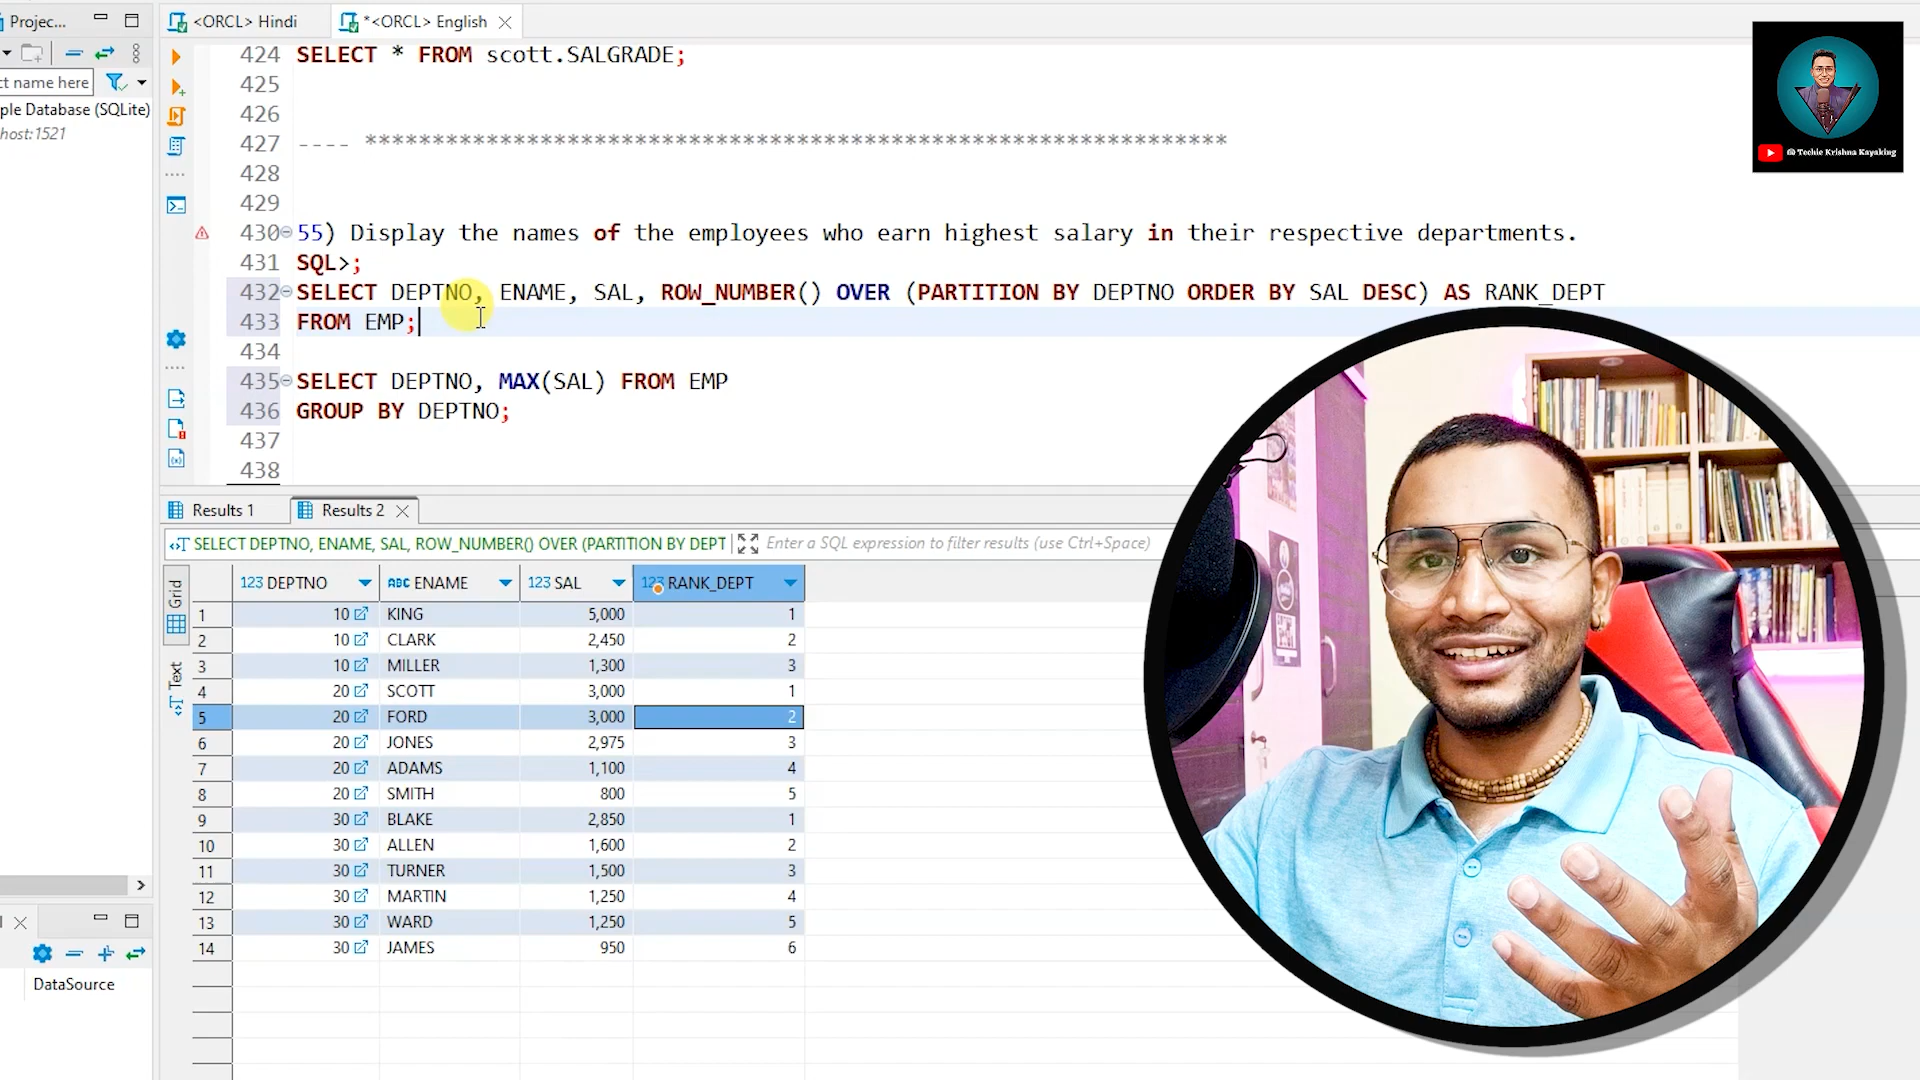 Projec...
<ORCL> Hindi
*<ORCL> English
ct name here
ple Database (SQLite)
host:1521
424 SELECT * FROM scott.SALGRADE;
425
426
427 ---- ****************************************************************
428
429
430 55) Display the names of the employees who earn highest salary in their respective departments.
431 SQL>;
432 SELECT DEPTNO, ENAME, SAL, ROW_NUMBER() OVER (PARTITION BY DEPTNO ORDER BY SAL DESC) AS RANK_DEPT
433 FROM EMP;
434
435 SELECT DEPTNO, MAX(SAL) FROM EMP
436 GROUP BY DEPTNO;
437
438
Techie Krishna Kayaking
Results 1
Results 2
SELECT DEPTNO, ENAME, SAL, ROW_NUMBER() OVER (PARTITION BY DEPT
Enter a SQL expression to filter results (use Ctrl+Space)
Grid
Text
123 DEPTNO ABC ENAME 123 SAL 123 RANK_DEPT
1 10 KING 5,000 1
2 10 CLARK 2,450 2
3 10 MILLER 1,300 3
4 20 SCOTT 3,000 1
5 20 FORD 3,000 2
6 20 JONES 2,975 3
7 20 ADAMS 1,100 4
8 20 SMITH 800 5
9 30 BLAKE 2,850 1
10 30 ALLEN 1,600 2
11 30 TURNER 1,500 3
12 30 MARTIN 1,250 4
13 30 WARD 1,250 5
14 30 JAMES 950 6
DataSource